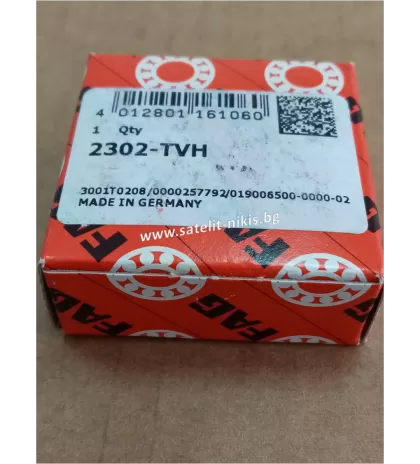 4 012801 161060
1 Qty
2302-TVH
3001T0208/0000257792/019006500-0000-02
MADE IN GERMANY
www.satelit-nikis.bg
FAG
FAG
FAG